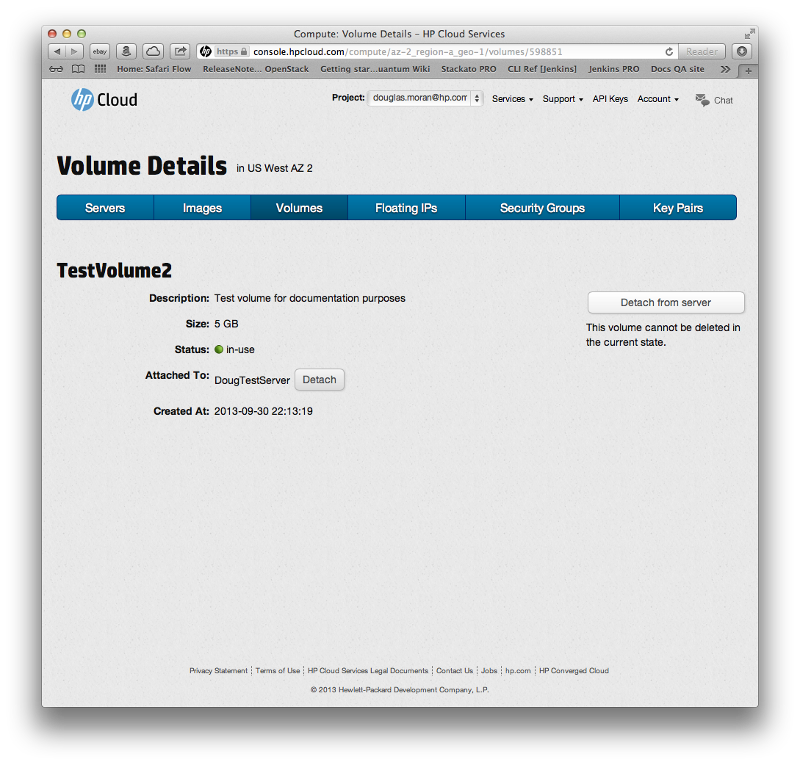 Compute: Volume Details – HP Cloud Services
ebay https console.hpcloud.com/compute/az-2_region-a_geo-1/volumes/598851 Reader
Home: Safari Flow ReleaseNote... OpenStack Getting star...uantum Wiki Stackato PRO CLI Ref [Jenkins] Jenkins PRO Docs QA site >> +
hp Cloud Project: douglas.moran@hp.com Services Support API Keys Account Chat
Volume Details in US West AZ 2
Servers Images Volumes Floating IPs Security Groups Key Pairs
TestVolume2
Description: Test volume for documentation purposes Detach from server
Size: 5 GB This volume cannot be deleted in
the current state.
Status: in-use
Attached To: DougTestServer Detach
Created At: 2013-09-30 22:13:19
Privacy Statement Terms of Use HP Cloud Services Legal Documents Contact Us Jobs hp.com HP Converged Cloud
© 2013 Hewlett-Packard Development Company, L.P.